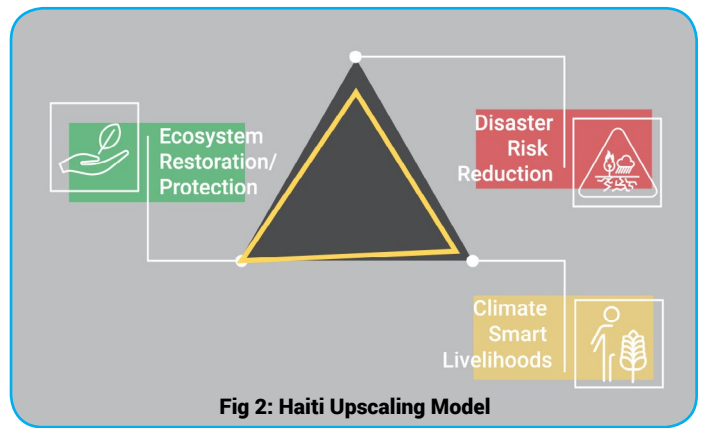 Ecosystem
Restoration/
Protection
Disaster
Risk
Reduction
Climate
Smart
Livelihoods
Fig 2: Haiti Upscaling Model